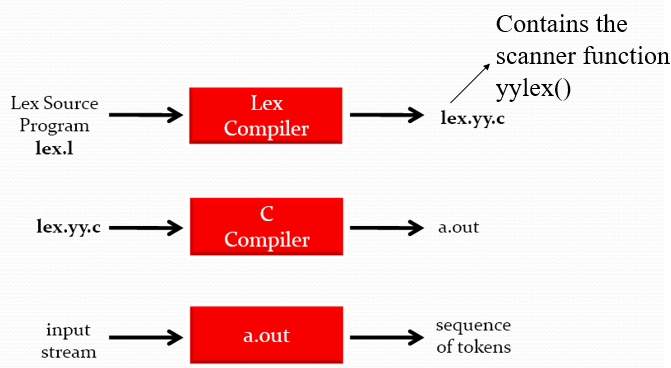 Contains the
scanner function
yylex()
Lex Source
Program
lex.l
Lex
Compiler
lex.yy.c
lex.yy.c
C
Compiler
a.out
input
stream
a.out
sequence
of tokens